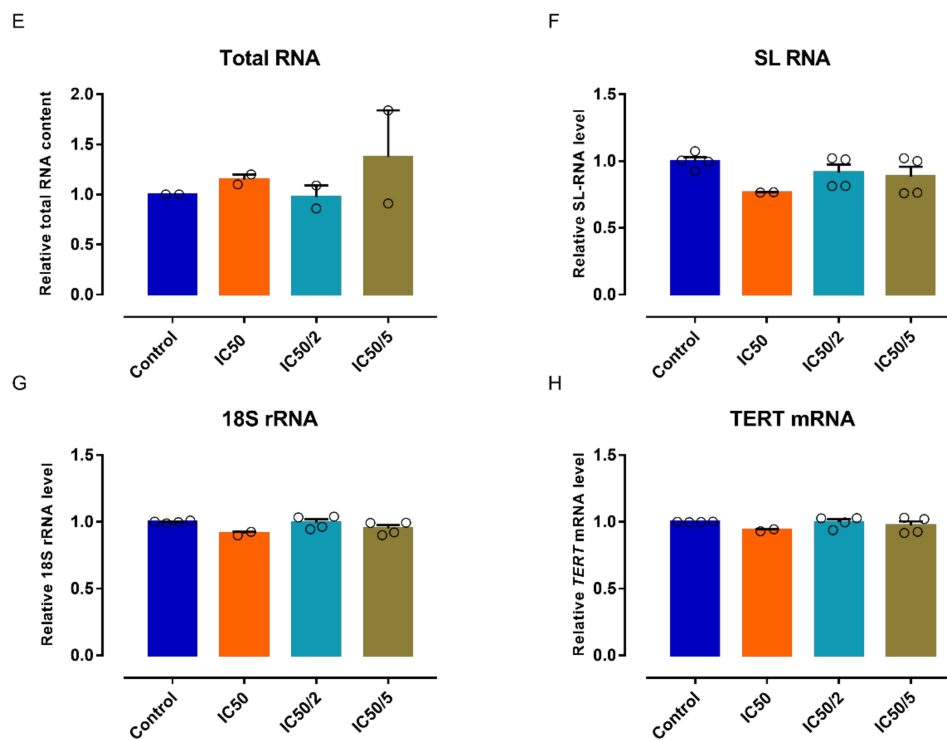 E
Total RNA
Relative total RNA content
2.0
1.5
1.0
0.5
0.0
Control
IC50
IC50/2
IC50/5
F
SL RNA
Relative SL-RNA level
1.5
1.0
0.5
0.0
Control
IC50
IC50/2
IC50/5
G
18S rRNA
Relative 18S rRNA level
1.5
1.0
0.5
0.0
Control
IC50
IC50/2
IC50/5
H
TERT mRNA
Relative TERT mRNA level
1.5
1.0
0.5
0.0
Control
IC50
IC50/2
IC50/5